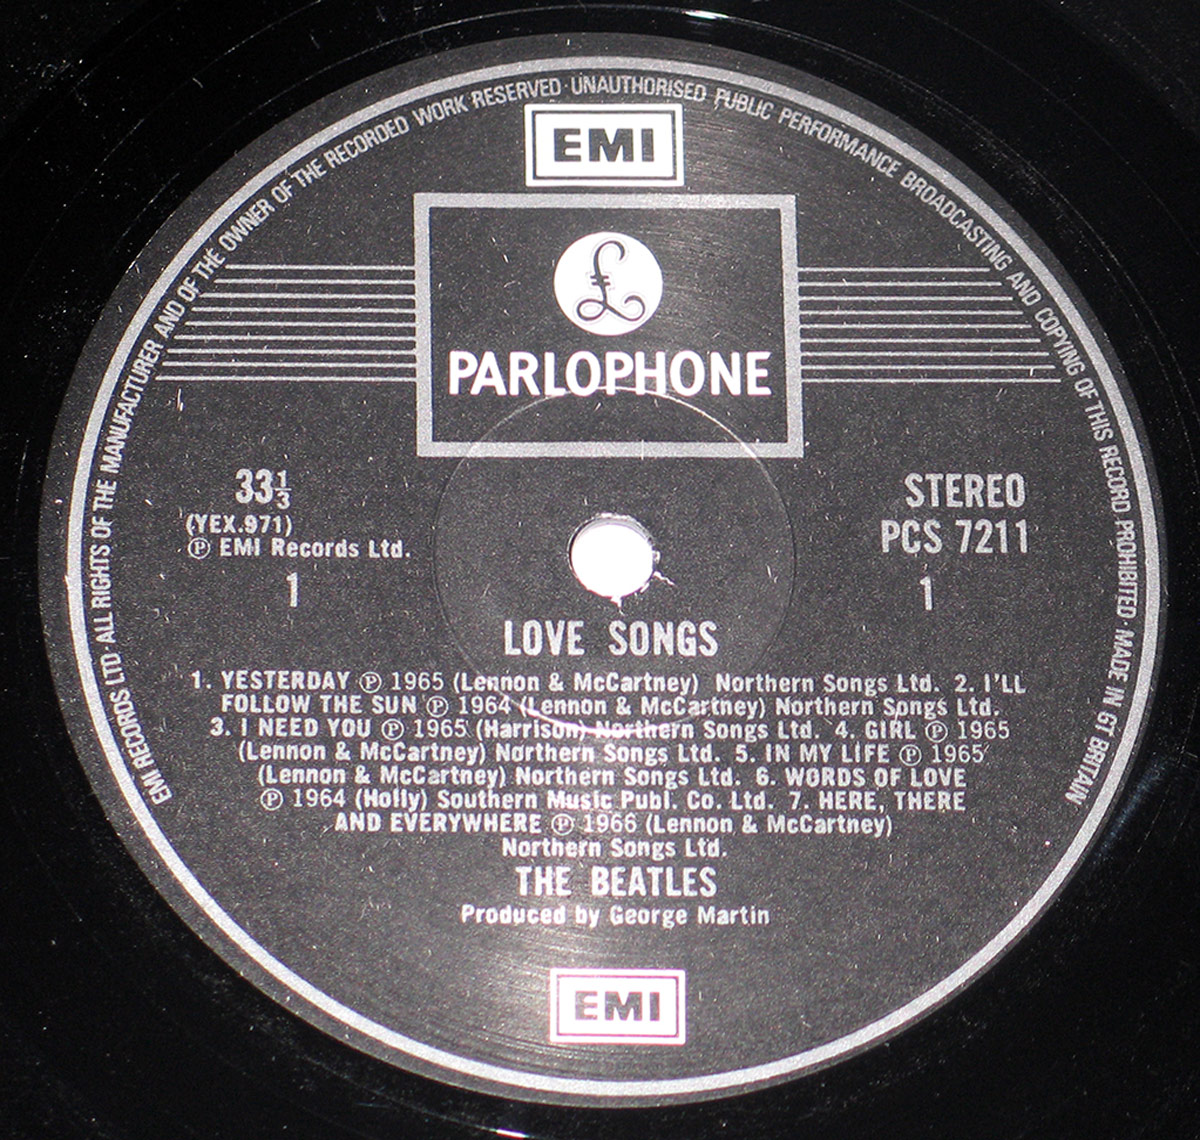 EMI RECORDS LTD·ALL RIGHTS OF THE MANUFACTURER AND OF THE OWNER OF THE RECORDED WORK RESERVED·UNAUTHORISED PUBLIC PERFORMANCE BROADCASTING AND COPYING OF THIS RECORD PROHIBITED·MADE IN GT BRITAIN
EMI
£
PARLOPHONE
33⅓
(YEX.971)
℗ EMI Records Ltd.
1
STEREO
PCS 7211
1
LOVE SONGS
1. YESTERDAY ℗ 1965 (Lennon & McCartney) Northern Songs Ltd. 2. I'LL
FOLLOW THE SUN ℗ 1964 (Lennon & McCartney) Northern Songs Ltd.
3. I NEED YOU ℗ 1965 (Harrison) Northern Songs Ltd. 4. GIRL ℗ 1965
(Lennon & McCartney) Northern Songs Ltd. 5. IN MY LIFE ℗ 1965
(Lennon & McCartney) Northern Songs Ltd. 6. WORDS OF LOVE
℗ 1964 (Holly) Southern Music Publ. Co. Ltd. 7. HERE, THERE
AND EVERYWHERE ℗ 1966 (Lennon & McCartney)
Northern Songs Ltd.
THE BEATLES
Produced by George Martin
EMI